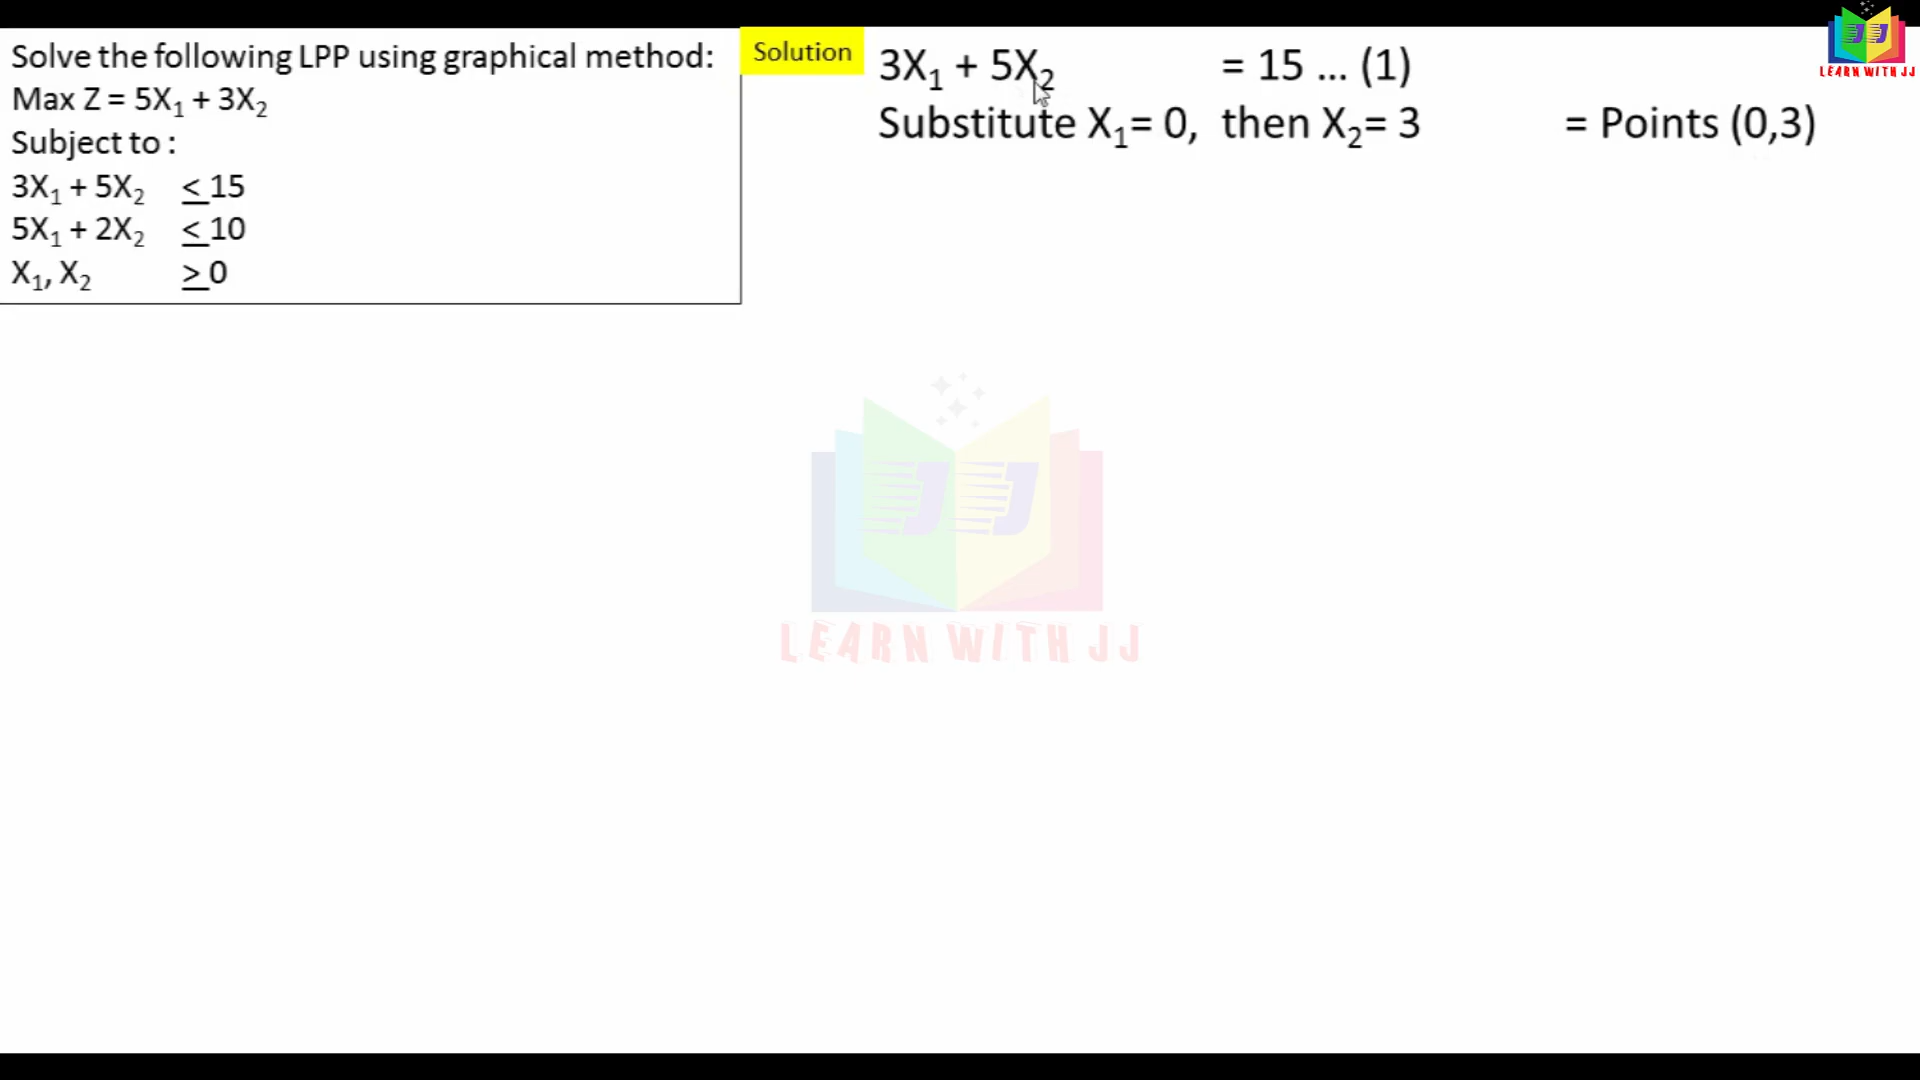 Solve the following LPP using graphical method:
Max Z = 5X₁ + 3X₂
Subject to :
3X₁ + 5X₂ ≤ 15
5X₁ + 2X₂ ≤ 10
X₁, X₂ ≥ 0
Solution
3X₁ + 5X₂ = 15 ... (1)
Substitute X₁= 0, then X₂= 3 = Points (0,3)
JJ
LEARN WITH JJ
JJ
LEARN WITH JJ